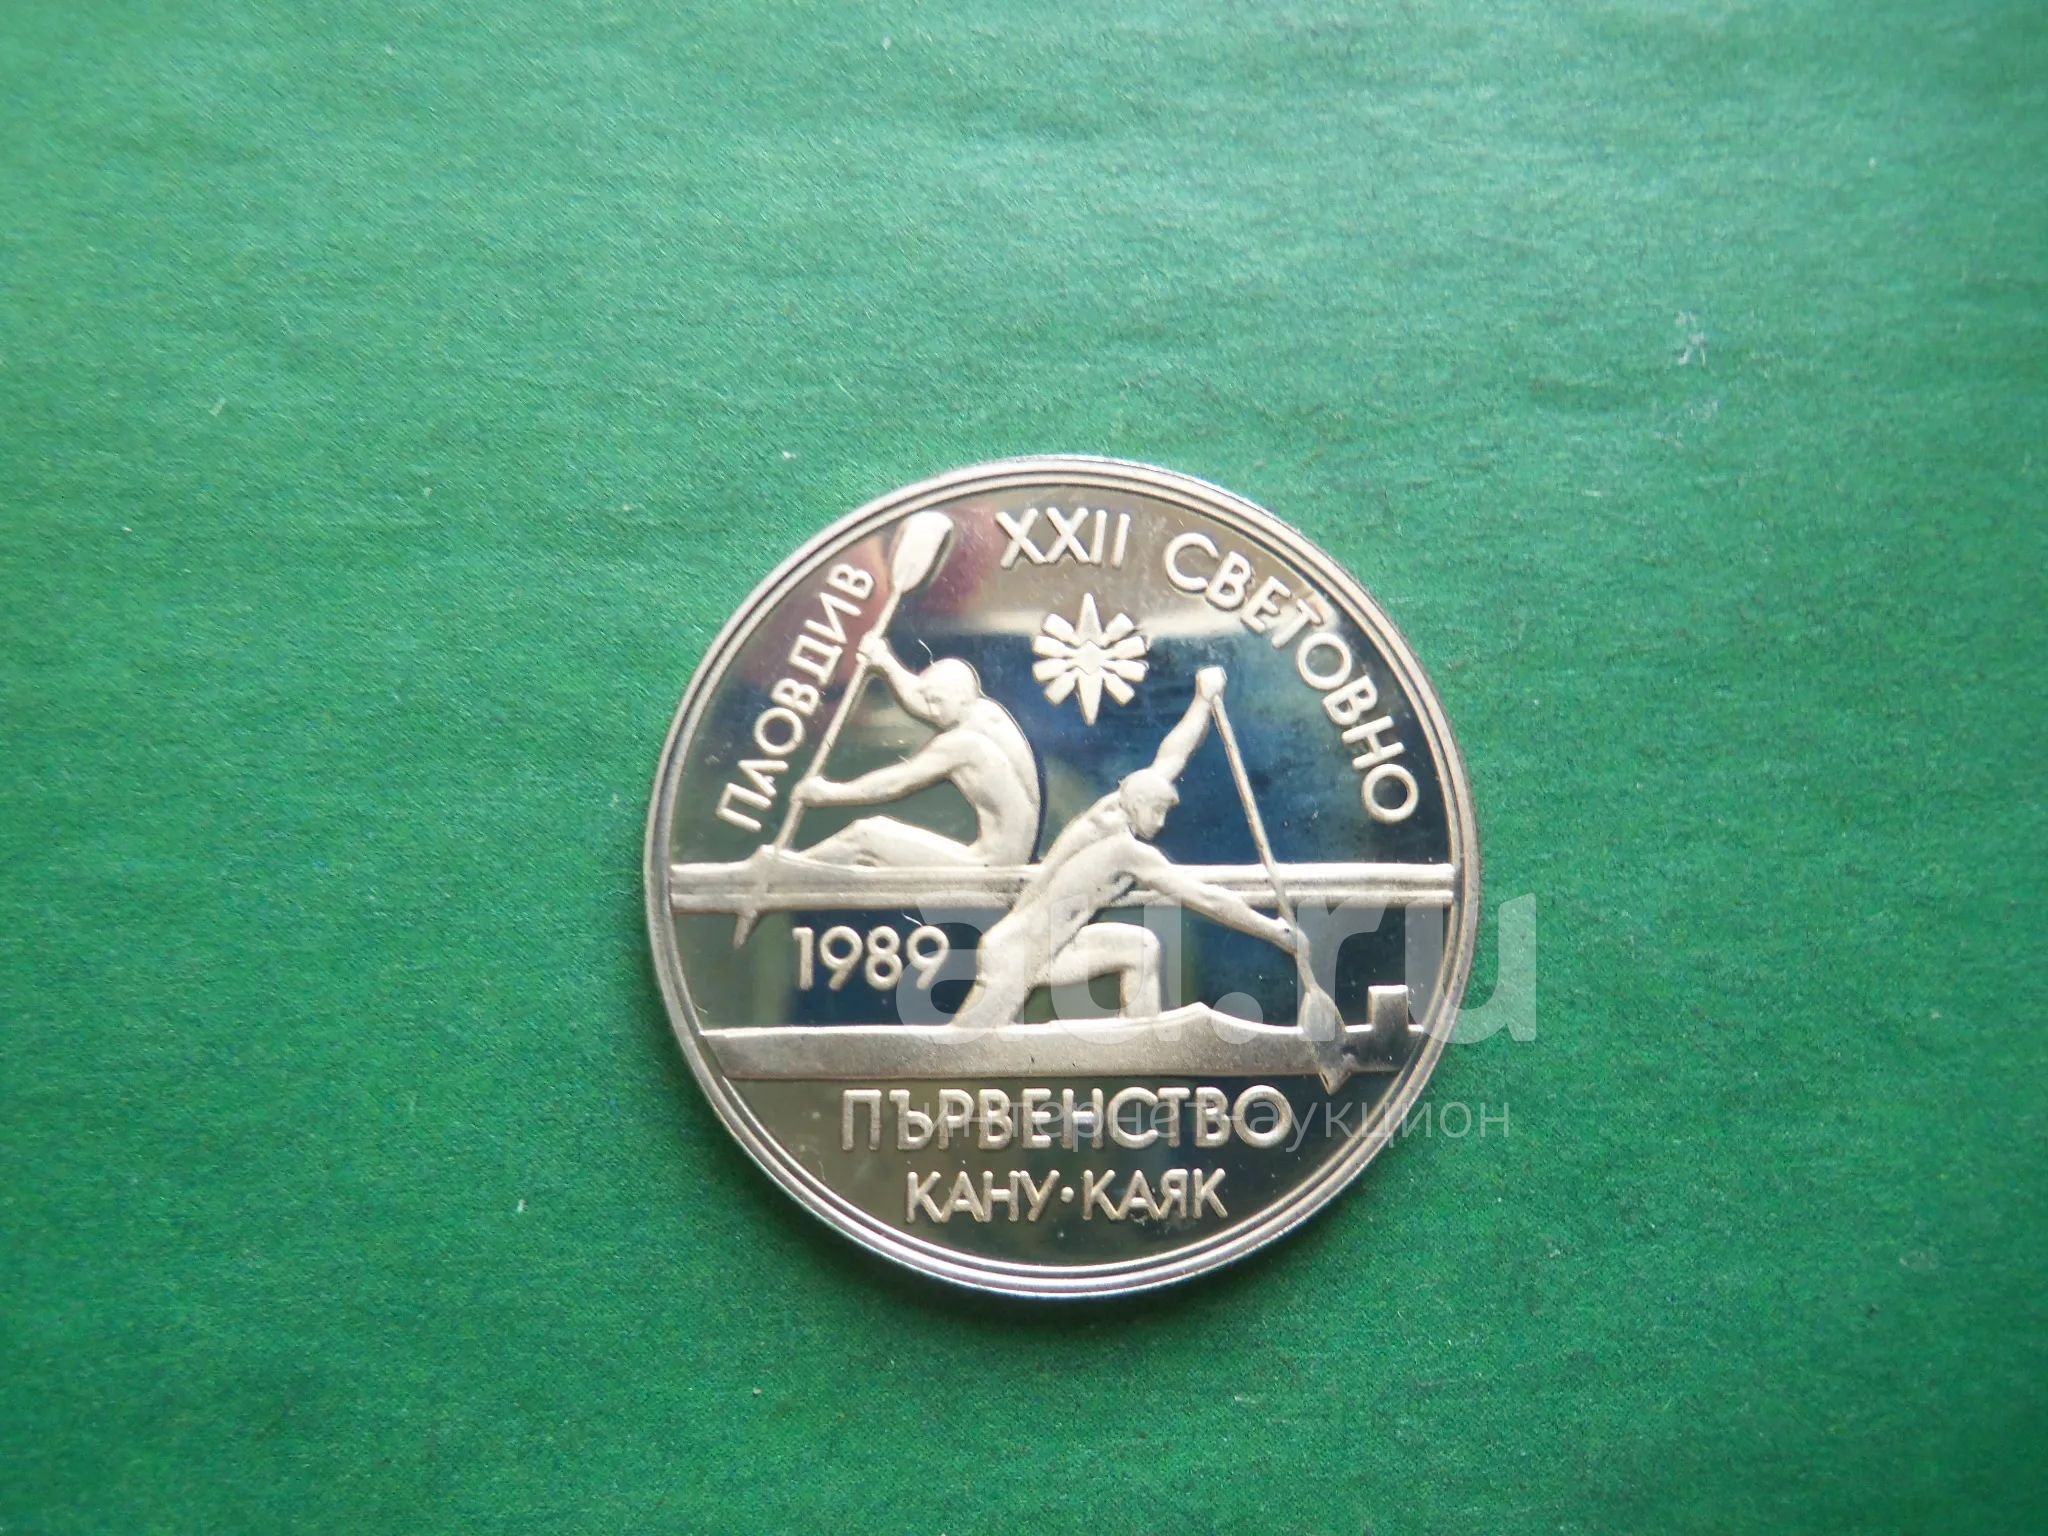 ПЛОВДИВ
XXII СВЕТОВНО
1989
ПЪРВЕНСТВО
КАНУ·КАЯК
au.ru
интернет-аукцион